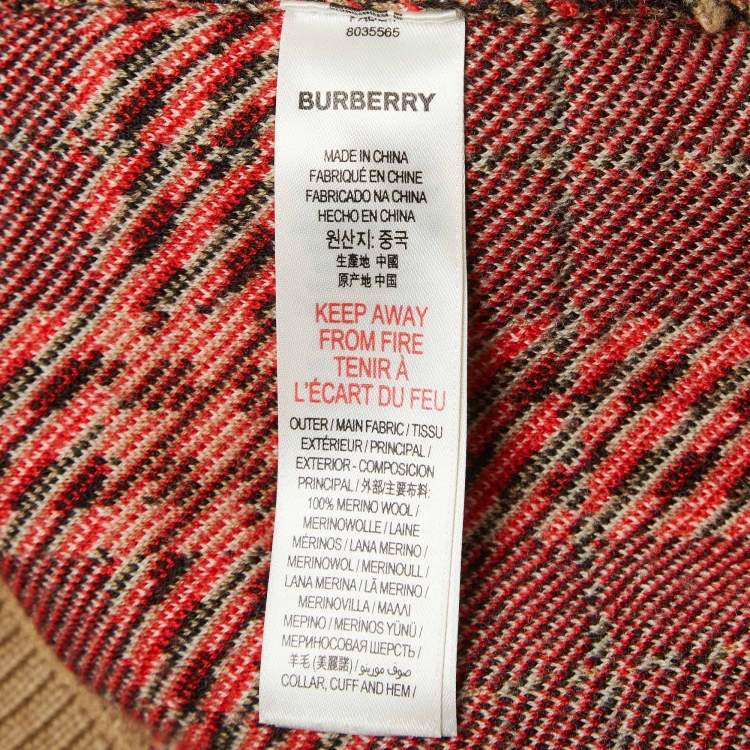 8035565
BURBERRY
MADE IN CHINA
FABRIQUÉ EN CHINE
FABRICADO NA CHINA
HECHO EN CHINA
원산지: 중국
生產地 中國
原产地 中国
KEEP AWAY
FROM FIRE
TENIR À
L'ÉCART DU FEU
OUTER / MAIN FABRIC / TISSU
EXTÉRIEUR / PRINCIPAL /
EXTERIOR - COMPOSICION
PRINCIPAL / 外部/主要布料:
100% MERINO WOOL /
MERINOWOLLE / LAINE
MÉRINOS / LANA MERINO /
MERINOWOL / MERINOULL /
LANA MERINA / LÃ MERINO /
MERINOVILLA / ΜΑΛΛΙ
ΜΕΡΙΝΟ / MERİNOS YÜNÜ /
МЕРИНОСОВАЯ ШЕРСТЬ /
羊毛 (美麗諾) / صوف مورينو /
COLLAR, CUFF AND HEM /